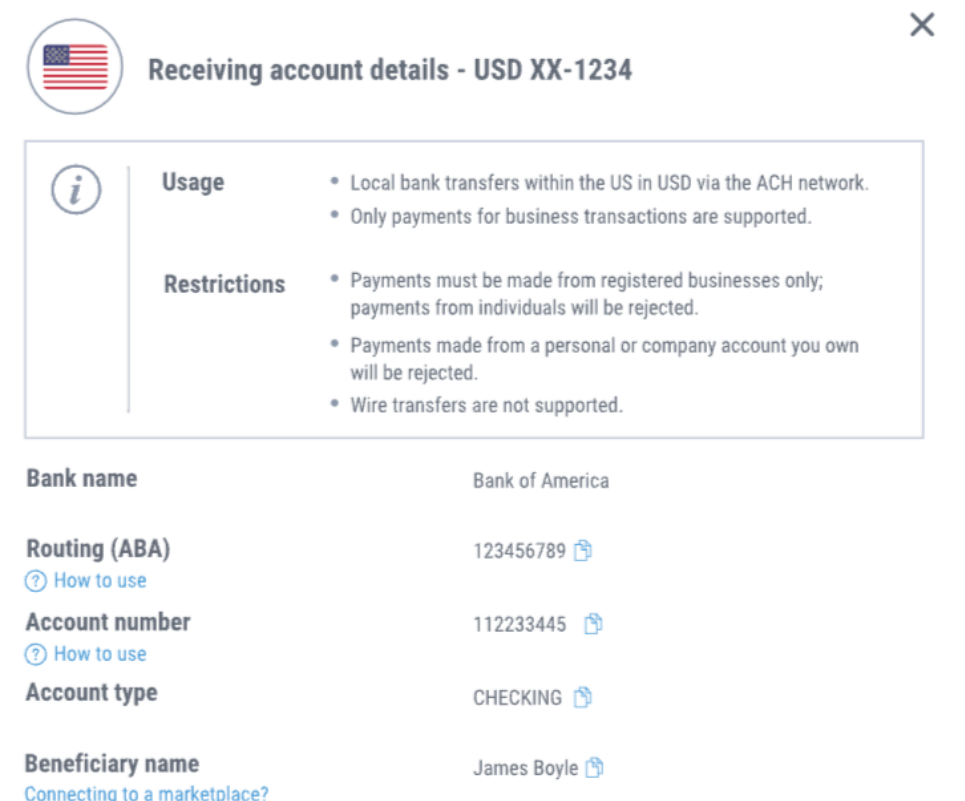 Receiving account details - USD XX-1234
i
Usage
• Local bank transfers within the US in USD via the ACH network.
• Only payments for business transactions are supported.
Restrictions
• Payments must be made from registered businesses only;
payments from individuals will be rejected.
• Payments made from a personal or company account you own
will be rejected.
• Wire transfers are not supported.
Bank name
Bank of America
Routing (ABA)
123456789
? How to use
Account number
112233445
? How to use
Account type
CHECKING
Beneficiary name
James Boyle
Connecting to a marketplace?